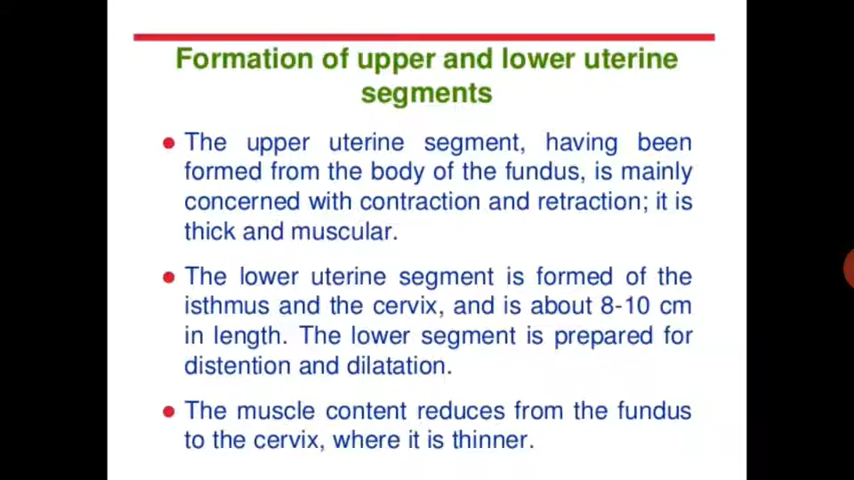 Formation of upper and lower uterine
segments
The upper uterine segment, having been
formed from the body of the fundus, is mainly
concerned with contraction and retraction; it is
thick and muscular.
The lower uterine segment is formed of the
isthmus and the cervix, and is about 8-10 cm
in length. The lower segment is prepared for
distention and dilatation.
The muscle content reduces from the fundus
to the cervix, where it is thinner.